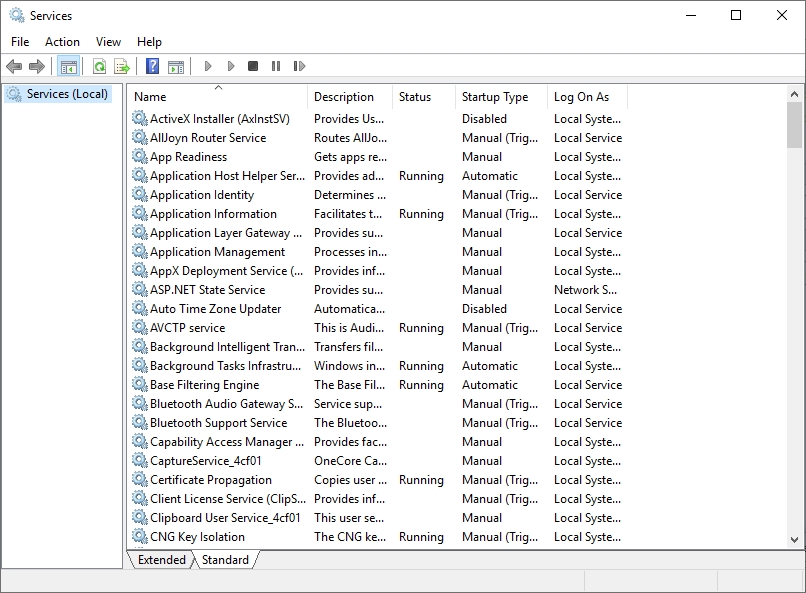 Services
File Action View Help
Services (Local)
Name Description Status Startup Type Log On As
ActiveX Installer (AxInstSV) Provides Us... Disabled Local Syste...
AllJoyn Router Service Routes AllJo... Manual (Trig... Local Service
App Readiness Gets apps re... Manual Local Syste...
Application Host Helper Ser... Provides ad... Running Automatic Local Syste...
Application Identity Determines ... Manual (Trig... Local Service
Application Information Facilitates t... Running Manual (Trig... Local Syste...
Application Layer Gateway ... Provides su... Manual Local Service
Application Management Processes in... Manual Local Syste...
AppX Deployment Service (... Provides inf... Manual Local Syste...
ASP.NET State Service Provides su... Manual Network S...
Auto Time Zone Updater Automatica... Disabled Local Service
AVCTP service This is Audi... Running Manual (Trig... Local Service
Background Intelligent Tran... Transfers fil... Manual Local Syste...
Background Tasks Infrastru... Windows in... Running Automatic Local Syste...
Base Filtering Engine The Base Fil... Running Automatic Local Service
Bluetooth Audio Gateway S... Service sup... Manual (Trig... Local Service
Bluetooth Support Service The Bluetoo... Manual (Trig... Local Service
Capability Access Manager ... Provides fac... Manual Local Syste...
CaptureService_4cf01 OneCore Ca... Manual Local Syste...
Certificate Propagation Copies user ... Running Manual (Trig... Local Syste...
Client License Service (ClipS... Provides inf... Manual (Trig... Local Syste...
Clipboard User Service_4cf01 This user se... Manual Local Syste...
CNG Key Isolation The CNG ke... Running Manual (Trig... Local Syste...
Extended Standard